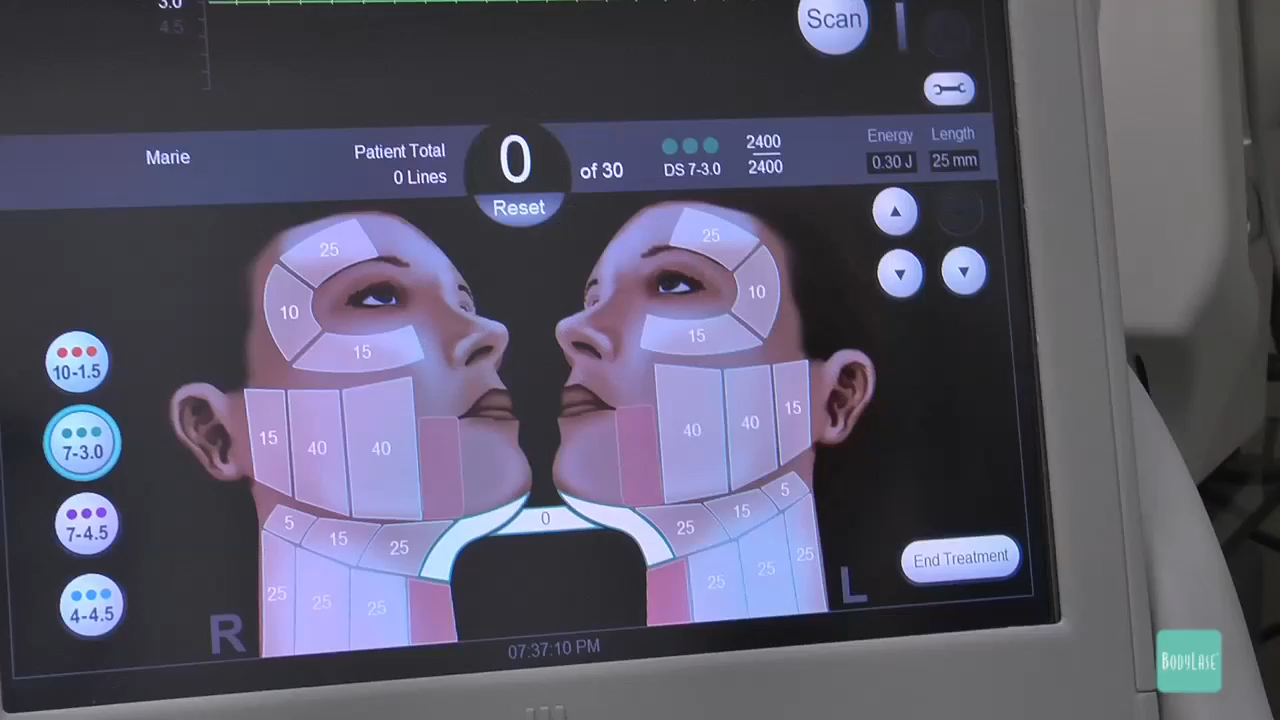 3.0
4.5
Scan
Marie
Patient Total
0 Lines
0
of 30
Reset
DS 7-3.0
2400
2400
Energy
Length
0.30 J
25 mm
25
10
15
25
10
15
10-1.5
7-3.0
7-4.5
4-4.5
15
40
40
40
40
15
5
15
25
0
25
15
5
25
25
25
25
25
25
R
L
End Treatment
07:37:10 PM
BODYLASE